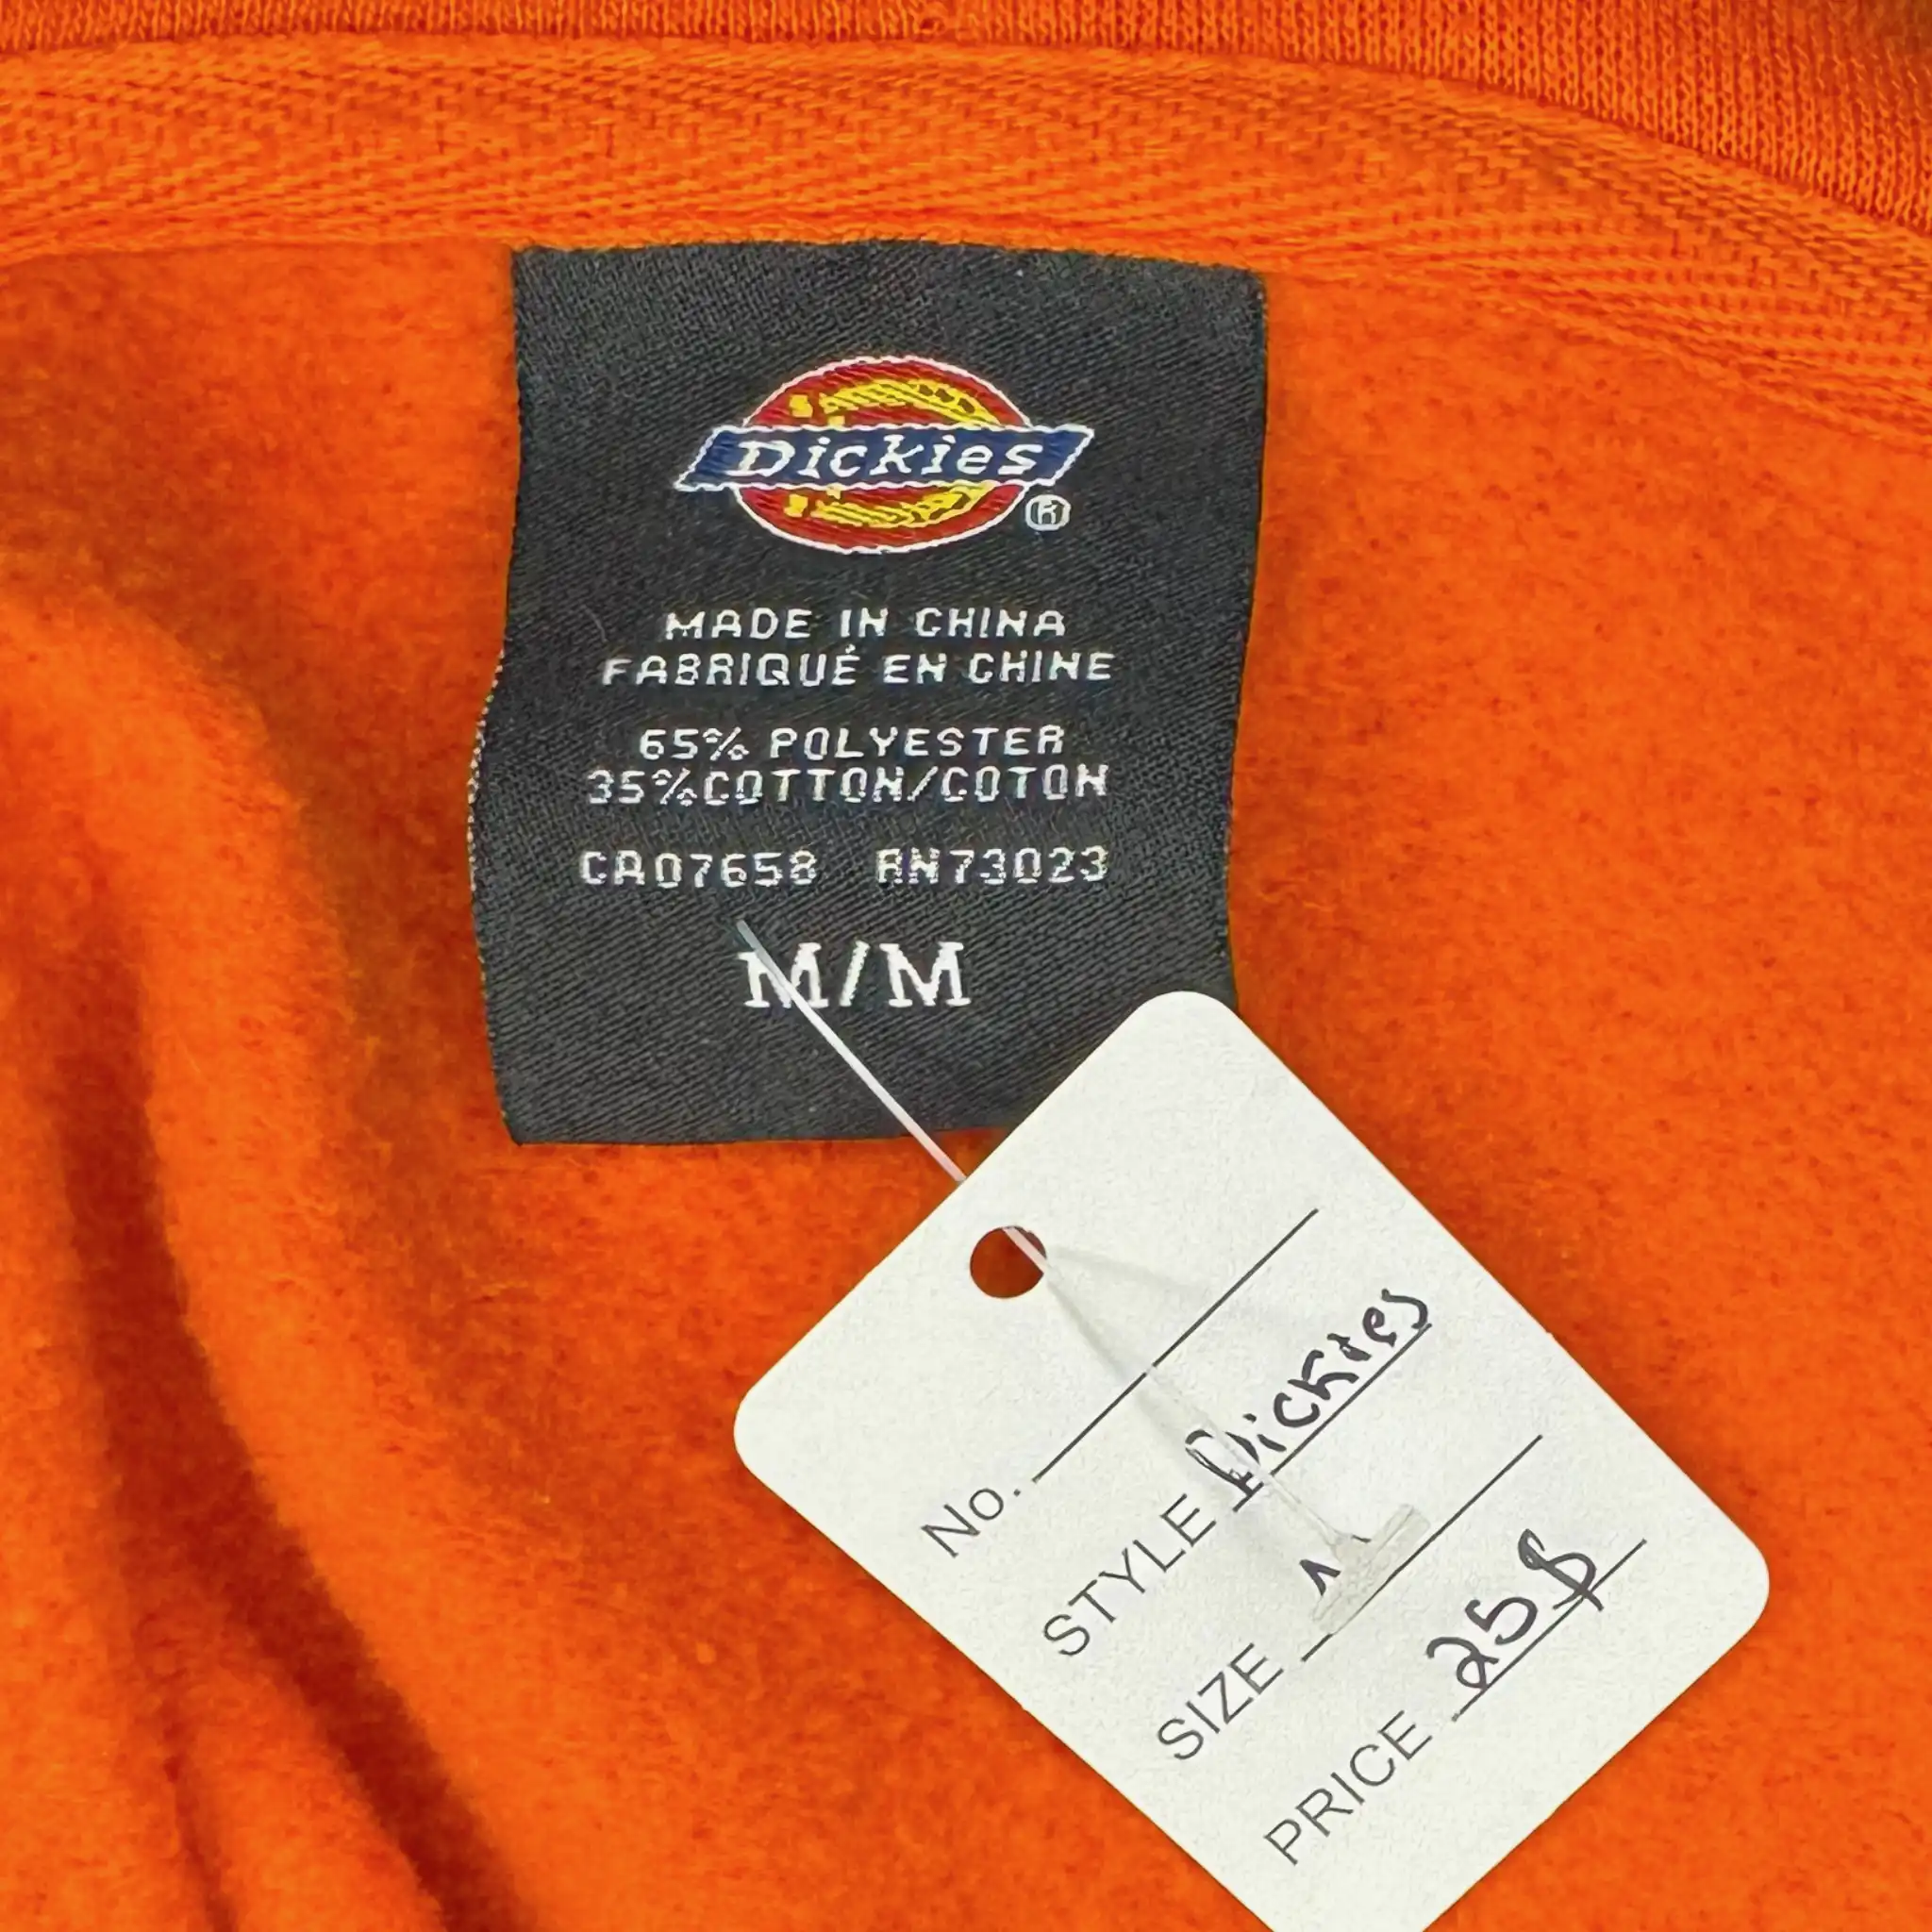 Dickies
®
MADE IN CHINA
FABRIQUÉ EN CHINE
65% POLYESTER
35%COTTON/COTON
CA07658 RN73023
M/M
No.
STYLE Dickies
SIZE
PRICE 25$